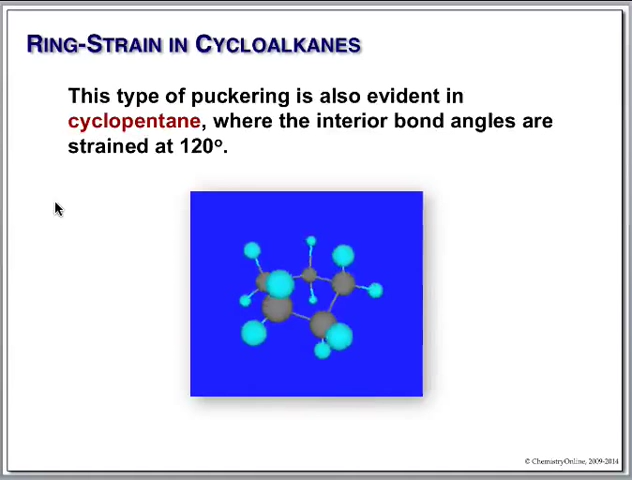 RING-STRAIN IN CYCLOALKANES
This type of puckering is also evident in
cyclopentane, where the interior bond angles are
strained at 120º.
© ChemistryOnline, 2009-2014